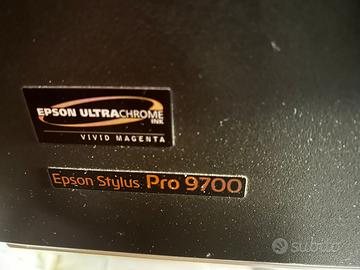 EPSON ULTRACHROME
INK
VIVID MAGENTA
Epson Stylus Pro 9700
subito